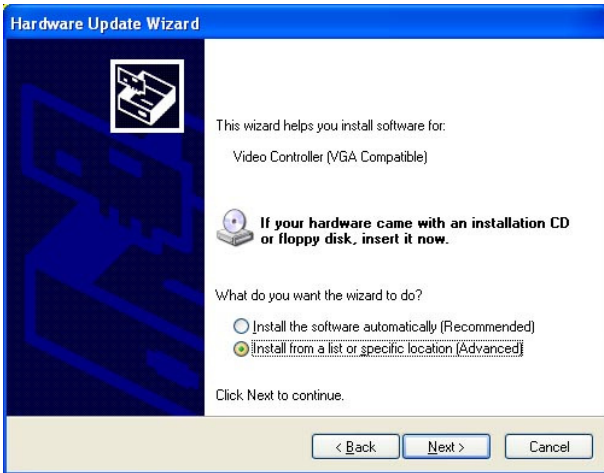 Hardware Update Wizard
This wizard helps you install software for:
Video Controller (VGA Compatible)
If your hardware came with an installation CD
or floppy disk, insert it now.
What do you want the wizard to do?
Install the software automatically (Recommended)
Install from a list or specific location (Advanced)
Click Next to continue.
< Back
Next >
Cancel